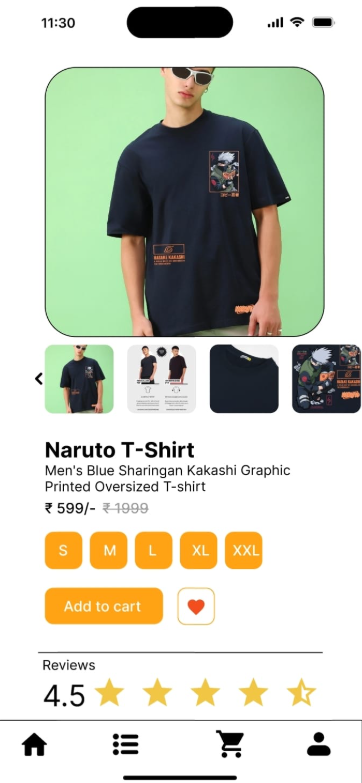 11:30
Naruto T-Shirt
Men's Blue Sharingan Kakashi Graphic
Printed Oversized T-shirt
₹ 599/- ₹ 1999
S M L XL XXL
Add to cart
Reviews
4.5